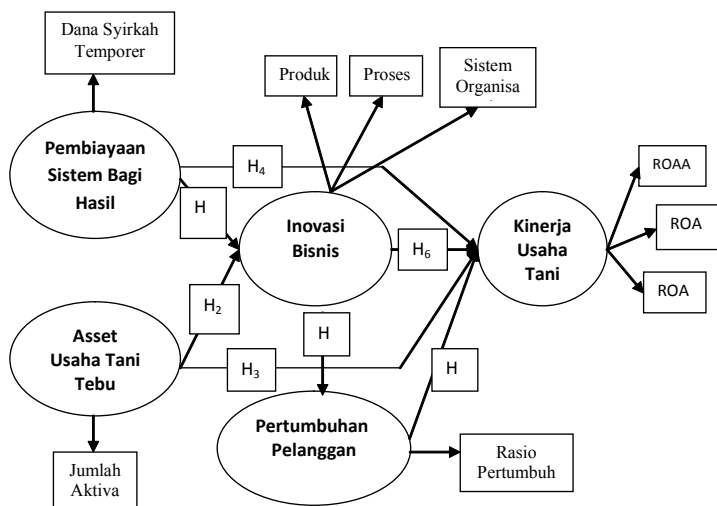 Dana Syirkah
Temporer
Produk
Proses
Sistem
Organisa
Pembiayaan
Sistem Bagi
Hasil
H4
H
Inovasi
Bisnis
H6
Kinerja
Usaha
Tani
ROAA
ROA
ROA
H2
Asset
Usaha Tani
Tebu
H3
H
H
Pertumbuhan
Pelanggan
Jumlah
Aktiva
Rasio
Pertumbuh